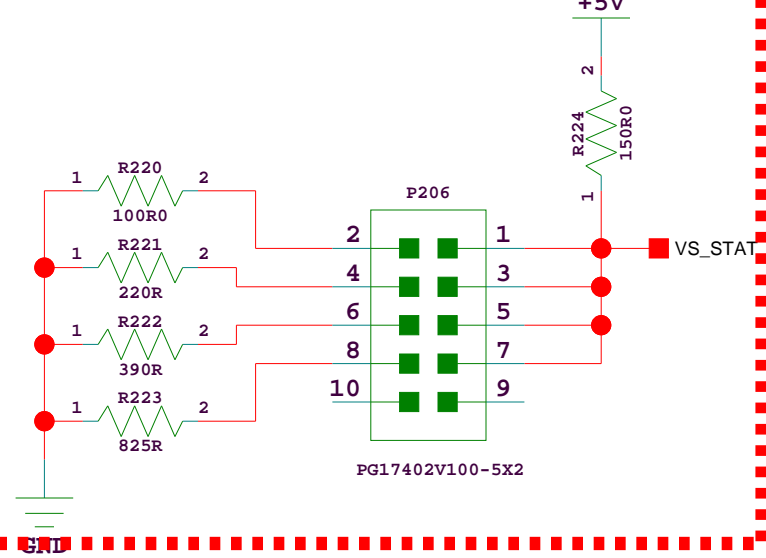 +5V
2
R224
150R0
1
1
R220
2
100R0
P206
1
R221
2
220R
2
1
VS_STAT
4
3
1
R222
2
390R
6
5
8
7
1
R223
2
825R
10
9
PG17402V100-5X2
GND